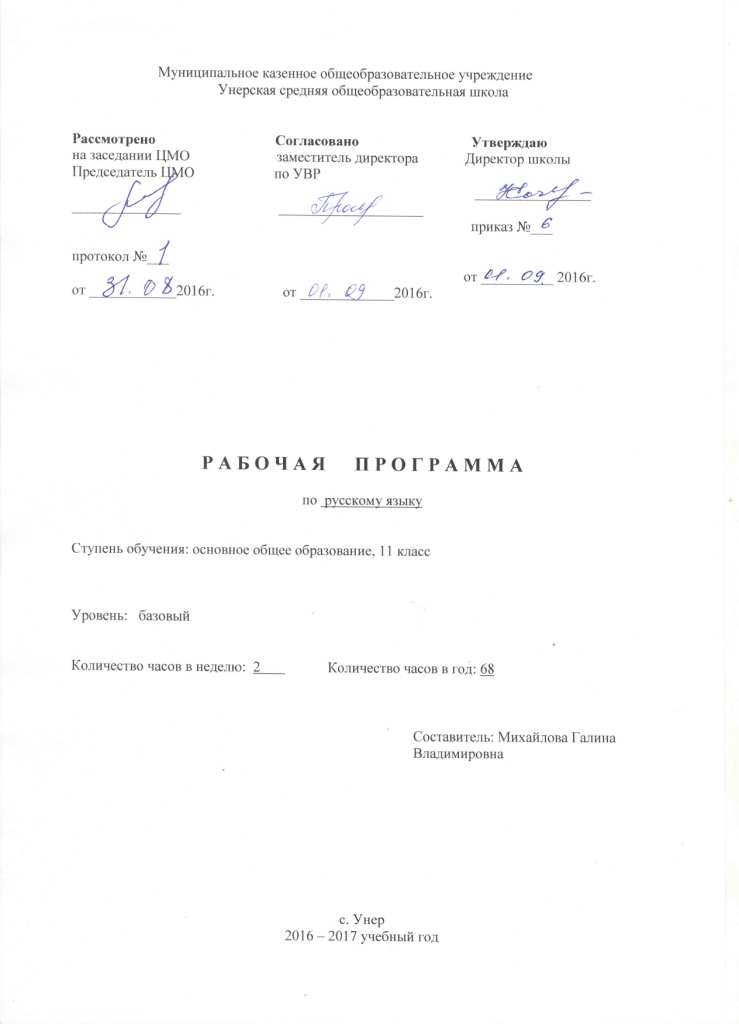 Муниципальное казенное общеобразовательное учреждение
Унерская средняя общеобразовательная школа
Рассмотрено
на заседании ЦМО
Председатель ЦМО
протокол № 1
от 31. 08 2016г.
Согласовано
заместитель директора
по УВР
от 01. 09 2016г.
Утверждаю
Директор школы
приказ № 6
от 01. 09. 2016г.
РАБОЧАЯ ПРОГРАММА
по русскому языку
Ступень обучения: основное общее образование, 11 класс
Уровень: базовый
Количество часов в неделю: 2 Количество часов в год: 68
Составитель: Михайлова Галина
Владимировна
с. Унер
2016 – 2017 учебный год